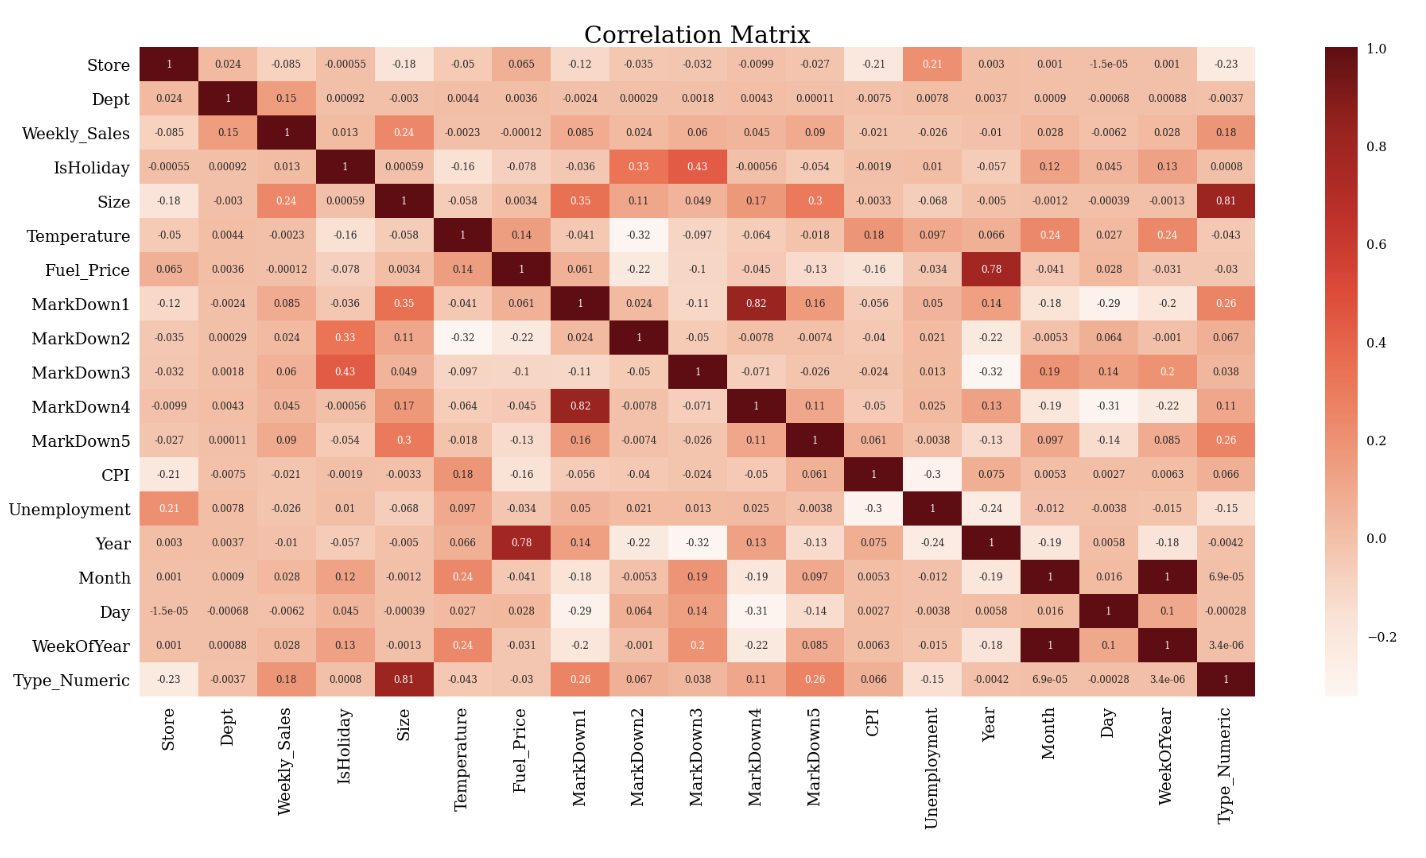 Correlation Matrix
Store 1 0.024 -0.085 -0.00055 -0.18 -0.05 0.065 -0.12 -0.035 -0.032 -0.0099 -0.027 -0.21 0.21 0.003 0.001 -1.5e-05 0.001 -0.23
Dept 0.024 1 0.15 0.00092 -0.003 0.0044 0.0036 -0.0024 0.00029 0.0018 0.0043 0.00011 -0.0075 0.0078 0.0037 0.0009 -0.00068 0.00088 -0.0037
Weekly_Sales -0.085 0.15 1 0.013 0.24 -0.0023 -0.00012 0.085 0.024 0.06 0.045 0.09 -0.021 -0.026 -0.01 0.028 -0.0062 0.028 0.18
IsHoliday -0.00055 0.00092 0.013 1 0.00059 -0.16 -0.078 -0.036 0.33 0.43 -0.00056 -0.054 -0.0019 0.01 -0.057 0.12 0.045 0.13 0.0008
Size -0.18 -0.003 0.24 0.00059 1 -0.058 0.0034 0.35 0.11 0.049 0.17 0.3 -0.0033 -0.068 -0.005 -0.0012 -0.00039 -0.0013 0.81
Temperature -0.05 0.0044 -0.0023 -0.16 -0.058 1 0.14 -0.041 -0.32 -0.097 -0.064 -0.018 0.18 0.097 0.066 0.24 0.027 0.24 -0.043
Fuel_Price 0.065 0.0036 -0.00012 -0.078 0.0034 0.14 1 0.061 -0.22 -0.1 -0.045 -0.13 -0.16 -0.034 0.78 -0.041 0.028 -0.031 -0.03
MarkDown1 -0.12 -0.0024 0.085 -0.036 0.35 -0.041 0.061 1 0.024 -0.11 0.82 0.16 -0.056 0.05 0.14 -0.18 -0.29 -0.2 0.26
MarkDown2 -0.035 0.00029 0.024 0.33 0.11 -0.32 -0.22 0.024 1 -0.05 -0.0078 -0.0074 -0.04 0.021 -0.22 -0.0053 0.064 -0.001 0.067
MarkDown3 -0.032 0.0018 0.06 0.43 0.049 -0.097 -0.1 -0.11 -0.05 1 -0.071 -0.026 -0.024 0.013 -0.32 0.19 0.14 0.2 0.038
MarkDown4 -0.0099 0.0043 0.045 -0.00056 0.17 -0.064 -0.045 0.82 -0.0078 -0.071 1 0.11 -0.05 0.025 0.13 -0.19 -0.31 -0.22 0.11
MarkDown5 -0.027 0.00011 0.09 -0.054 0.3 -0.018 -0.13 0.16 -0.0074 -0.026 0.11 1 0.061 -0.0038 -0.13 0.097 -0.14 0.085 0.26
CPI -0.21 -0.0075 -0.021 -0.0019 -0.0033 0.18 -0.16 -0.056 -0.04 -0.024 -0.05 0.061 1 -0.3 0.075 0.0053 0.0027 0.0063 0.066
Unemployment 0.21 0.0078 -0.026 0.01 -0.068 0.097 -0.034 0.05 0.021 0.013 0.025 -0.0038 -0.3 1 -0.24 -0.012 -0.0038 -0.015 -0.15
Year 0.003 0.0037 -0.01 -0.057 -0.005 0.066 0.78 0.14 -0.22 -0.32 0.13 -0.13 0.075 -0.24 1 -0.19 0.0058 -0.18 -0.0042
Month 0.001 0.0009 0.028 0.12 -0.0012 0.24 -0.041 -0.18 -0.0053 0.19 -0.19 0.097 0.0053 -0.012 -0.19 1 0.016 1 6.9e-05
Day -1.5e-05 -0.00068 -0.0062 0.045 -0.00039 0.027 0.028 -0.29 0.064 0.14 -0.31 -0.14 0.0027 -0.0038 0.0058 0.016 1 0.1 -0.00028
WeekOfYear 0.001 0.00088 0.028 0.13 -0.0013 0.24 -0.031 -0.2 -0.001 0.2 -0.22 0.085 0.0063 -0.015 -0.18 1 0.1 1 3.4e-06
Type_Numeric -0.23 -0.0037 0.18 0.0008 0.81 -0.043 -0.03 0.26 0.067 0.038 0.11 0.26 0.066 -0.15 -0.0042 6.9e-05 -0.00028 3.4e-06 1
Store Dept Weekly_Sales IsHoliday Size Temperature Fuel_Price MarkDown1 MarkDown2 MarkDown3 MarkDown4 MarkDown5 CPI Unemployment Year Month Day WeekOfYear Type_Numeric
1.0
0.8
0.6
0.4
0.2
0.0
−0.2